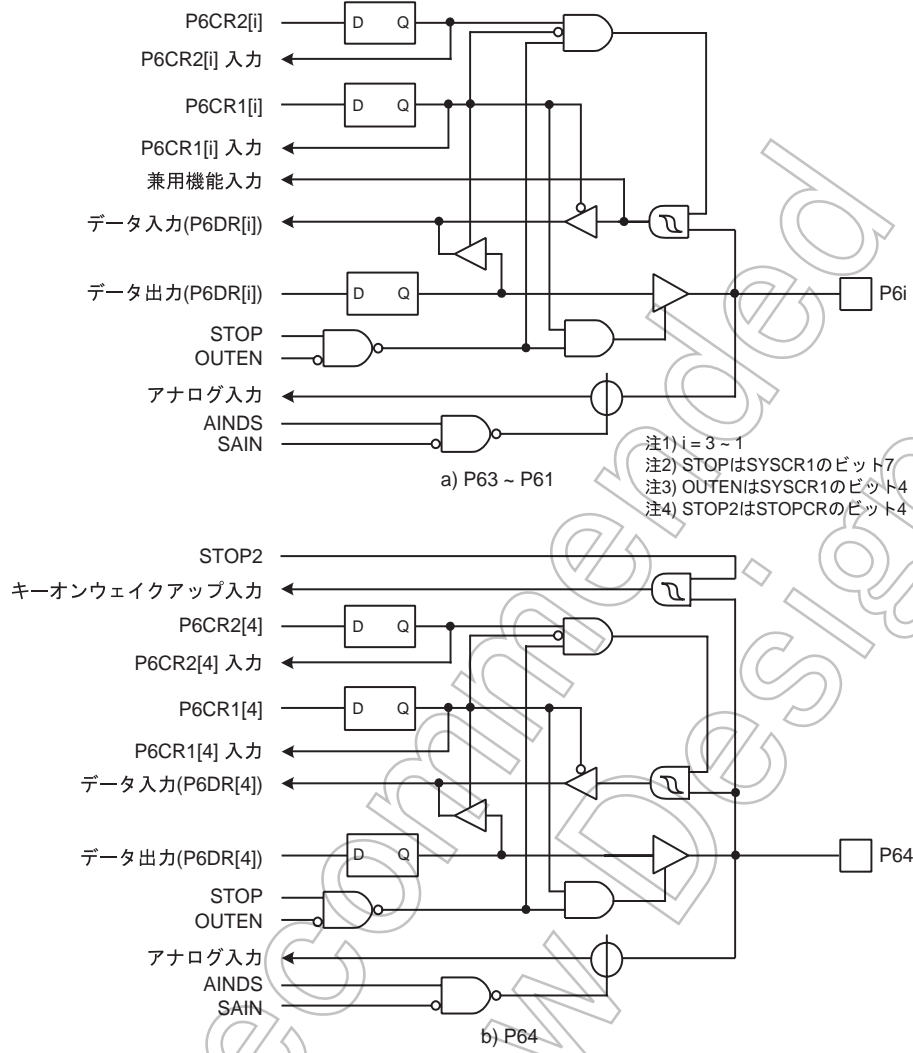 P6CR2[i]
D Q
P6CR2[i] 入力
P6CR1[i]
D Q
P6CR1[i] 入力
兼用機能入力
データ入力(P6DR[i])
データ出力(P6DR[i])
D Q
P6i
STOP
OUTEN
アナログ入力
AINDS
SAIN
a) P63 ~ P61
注1) i = 3 ~ 1
注2) STOPはSYSCR1のビット7
注3) OUTENはSYSCR1のビット4
注4) STOP2はSTOPCRのビット4
STOP2
キーオンウェイクアップ入力
P6CR2[4]
D Q
P6CR2[4] 入力
P6CR1[4]
D Q
P6CR1[4] 入力
データ入力(P6DR[4])
データ出力(P6DR[4])
D Q
P64
STOP
OUTEN
アナログ入力
AINDS
SAIN
b) P64
ecommended
w Design